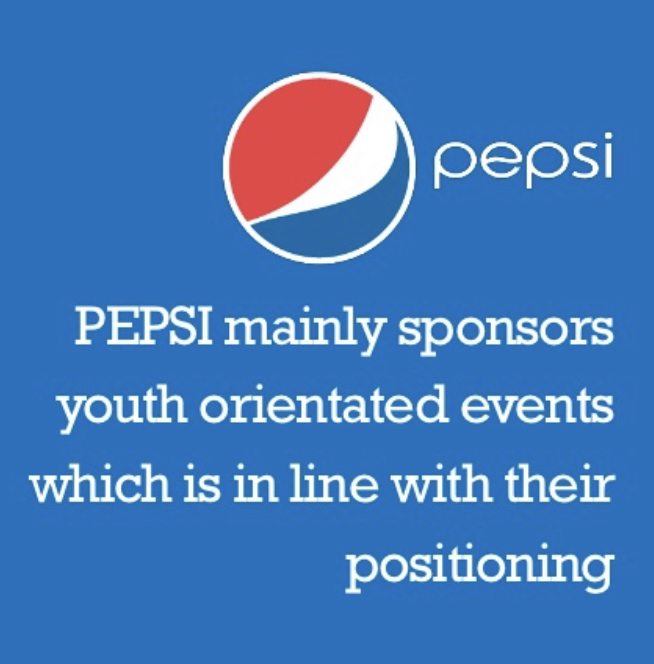 pepsi
PEPSI mainly sponsors
youth orientated events
which is in line with their
positioning